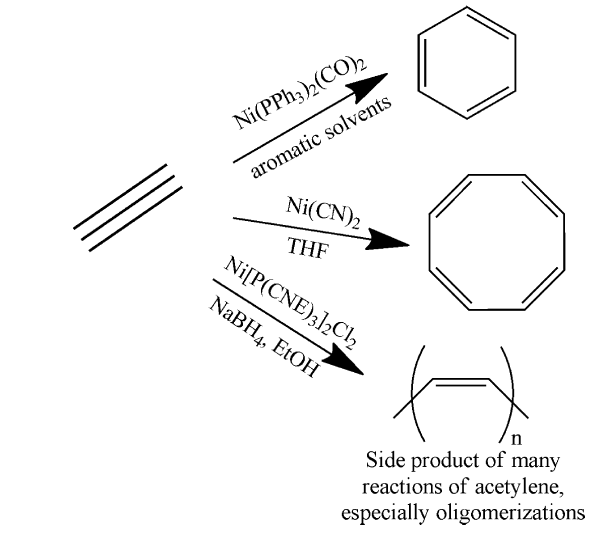 Ni(PPh3)2(CO)2
aromatic solvents
Ni(CN)2
THF
Ni[P(CNE)3]2Cl2
NaBH4, EtOH
n
Side product of many
reactions of acetylene,
especially oligomerizations